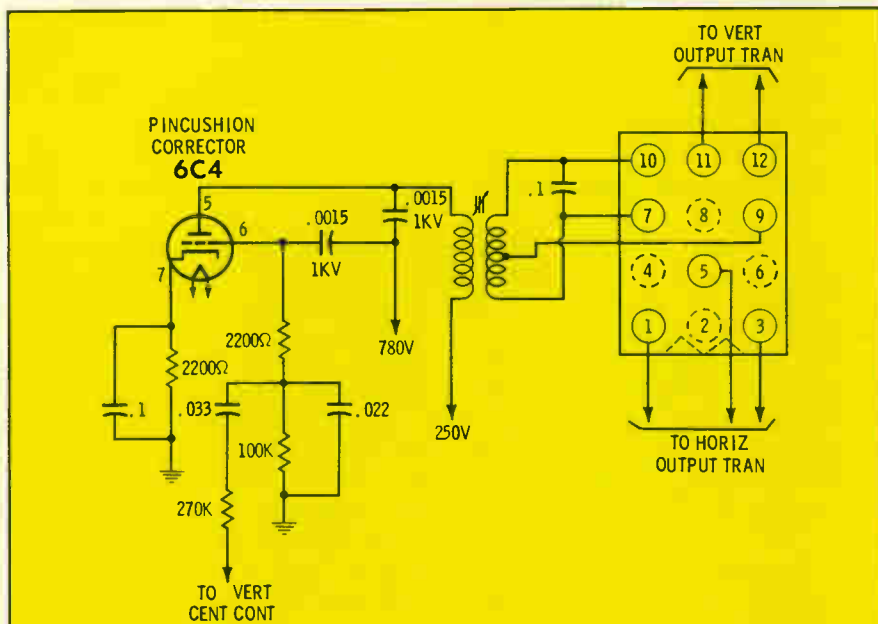 TO VERT
OUTPUT TRAN
PINCUSHION
CORRECTOR
6C4
5
6
7
.0015
1KV
.0015
1KV
780V
2200Ω
2200Ω
.1
.033
.022
100K
270K
TO VERT
CENT CONT
250V
.1
10
11
12
7
8
9
4
5
6
1
2
3
TO HORIZ
OUTPUT TRAN